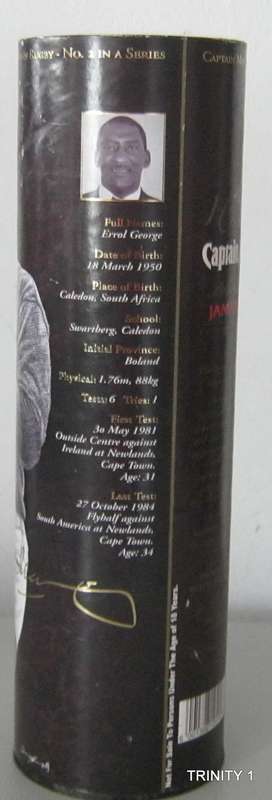 Rugby - No. 2 in a Series
Full Names:
Errol George
Date of Birth:
18 March 1950
Place of Birth:
Caledon, South Africa
School:
Swartberg, Caledon
Initial Province:
Boland
Physical: 1.76m, 88kg
Tests: 6 Tries: 1
First Test:
30 May 1981
Outside Centre against
Ireland at Newlands,
Cape Town.
Age: 31
Last Test:
27 October 1984
Flyhalf against
South America at Newlands,
Cape Town.
Age: 34
Not For Sale To Persons Under The Age of 18 Years.
Captain
Captain
TRINITY 1